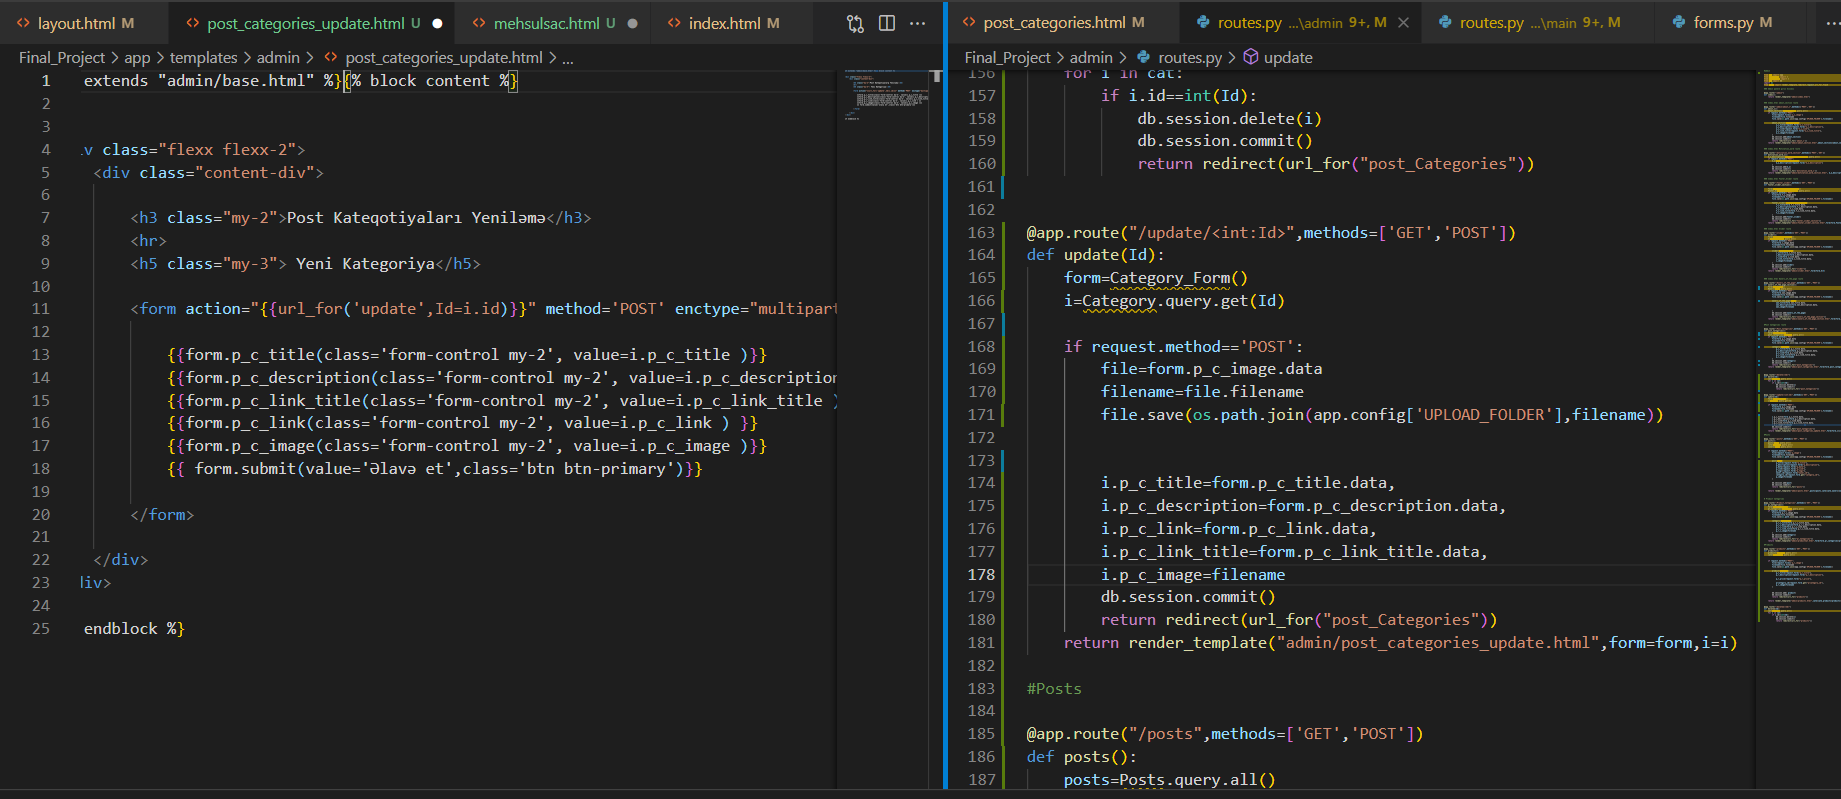 layout.html M
post_categories_update.html U
mehsulsac.html U
index.html M
Final_Project > app > templates > admin > post_categories_update.html > ...
1 extends "admin/base.html" %}{% block content %}
2
3
4 v class="flexx flexx-2">
5 <div class="content-div">
6
7 <h3 class="my-2">Post Kateqotiyaları Yeniləmə</h3>
8 <hr>
9 <h5 class="my-3"> Yeni Kategoriya</h5>
10
11 <form action="{{url_for('update',Id=i.id)}}" method='POST' enctype="multipart
12
13 {{form.p_c_title(class='form-control my-2', value=i.p_c_title )}}
14 {{form.p_c_description(class='form-control my-2', value=i.p_c_description
15 {{form.p_c_link_title(class='form-control my-2', value=i.p_c_link_title )
16 {{form.p_c_link(class='form-control my-2', value=i.p_c_link ) }}
17 {{form.p_c_image(class='form-control my-2', value=i.p_c_image )}}
18 {{ form.submit(value='Əlavə et',class='btn btn-primary')}}
19
20 </form>
21
22 </div>
23 div>
24
25 endblock %}
post_categories.html M
routes.py ...\admin 9+, M
routes.py ...\main 9+, M
forms.py M
Final_Project > admin > routes.py > update
156 for i in cat:
157 if i.id==int(Id):
158 db.session.delete(i)
159 db.session.commit()
160 return redirect(url_for("post_Categories"))
161
162
163 @app.route("/update/<int:Id>",methods=['GET','POST'])
164 def update(Id):
165 form=Category_Form()
166 i=Category.query.get(Id)
167
168 if request.method=='POST':
169 file=form.p_c_image.data
170 filename=file.filename
171 file.save(os.path.join(app.config['UPLOAD_FOLDER'],filename))
172
173
174 i.p_c_title=form.p_c_title.data,
175 i.p_c_description=form.p_c_description.data,
176 i.p_c_link=form.p_c_link.data,
177 i.p_c_link_title=form.p_c_link_title.data,
178 i.p_c_image=filename
179 db.session.commit()
180 return redirect(url_for("post_Categories"))
181 return render_template("admin/post_categories_update.html",form=form,i=i)
182
183 #Posts
184
185 @app.route("/posts",methods=['GET','POST'])
186 def posts():
187 posts=Posts.query.all()